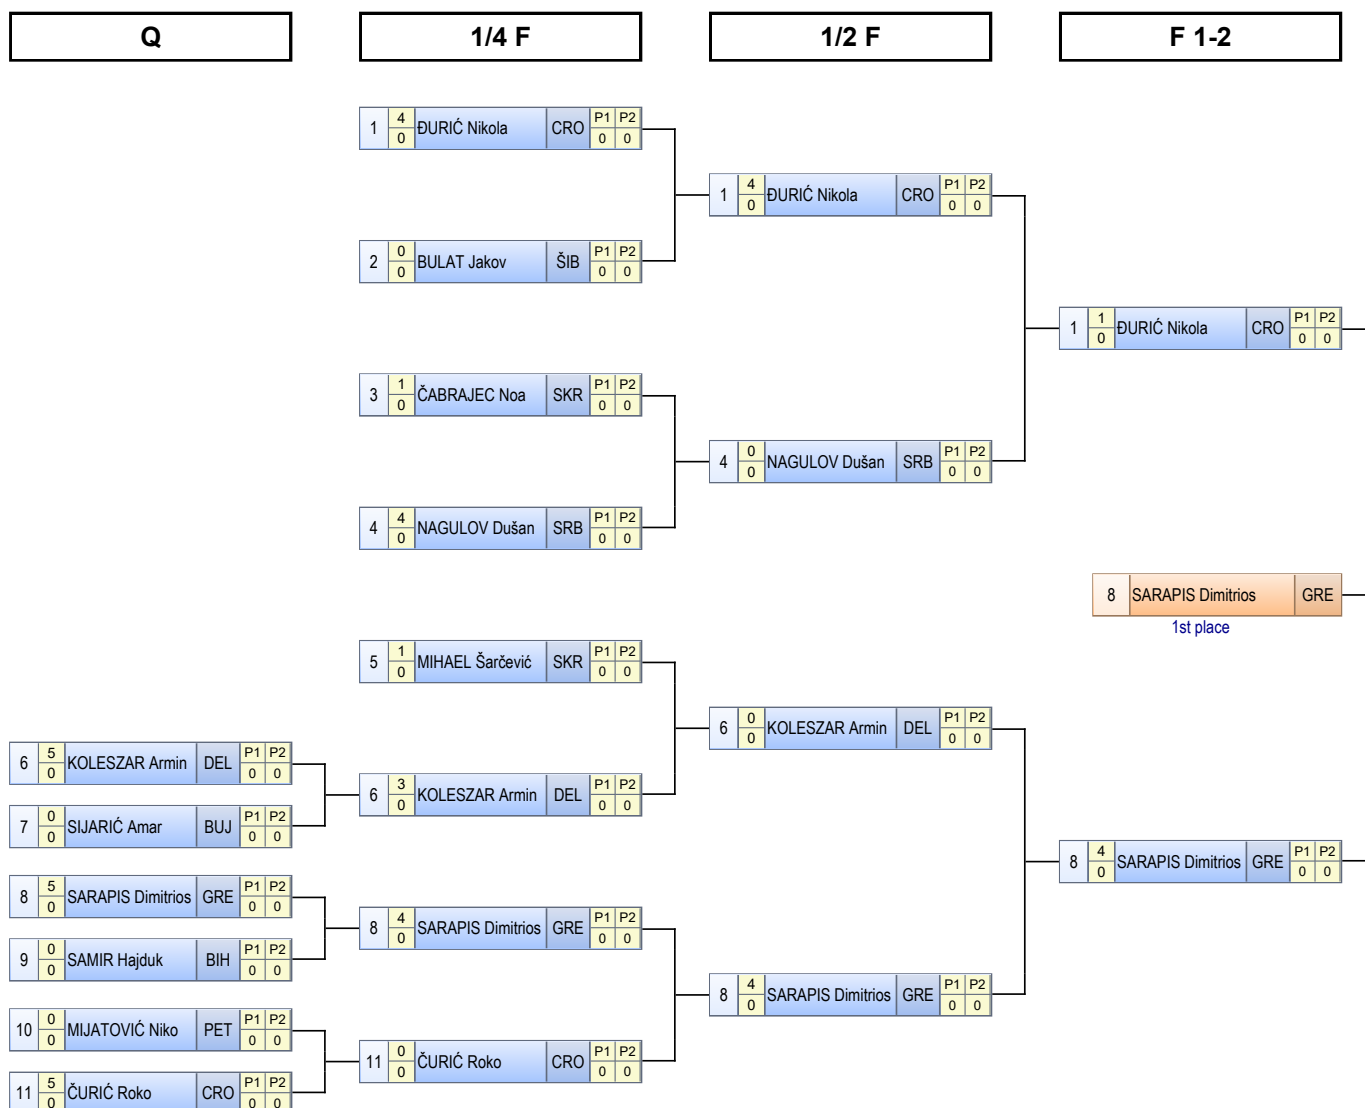 Q 1/4 F 1/2 F F 1-2
1 4 0 ĐURIĆ Nikola CRO P1 P2 0 0
2 0 0 BULAT Jakov ŠIB P1 P2 0 0
3 1 0 ČABRAJEC Noa SKR P1 P2 0 0
4 4 0 NAGULOV Dušan SRB P1 P2 0 0
5 1 0 MIHAEL Šarčević SKR P1 P2 0 0
6 5 0 KOLESZAR Armin DEL P1 P2 0 0
7 0 0 SIJARIĆ Amar BUJ P1 P2 0 0
6 3 0 KOLESZAR Armin DEL P1 P2 0 0
8 5 0 SARAPIS Dimitrios GRE P1 P2 0 0
9 0 0 SAMIR Hajduk BIH P1 P2 0 0
8 4 0 SARAPIS Dimitrios GRE P1 P2 0 0
10 0 0 MIJATOVIĆ Niko PET P1 P2 0 0
11 5 0 ČURIĆ Roko CRO P1 P2 0 0
11 0 0 ČURIĆ Roko CRO P1 P2 0 0
1 4 0 ĐURIĆ Nikola CRO P1 P2 0 0
4 0 0 NAGULOV Dušan SRB P1 P2 0 0
6 0 0 KOLESZAR Armin DEL P1 P2 0 0
8 4 0 SARAPIS Dimitrios GRE P1 P2 0 0
1 1 0 ĐURIĆ Nikola CRO P1 P2 0 0
8 4 0 SARAPIS Dimitrios GRE P1 P2 0 0
8 SARAPIS Dimitrios GRE
1st place